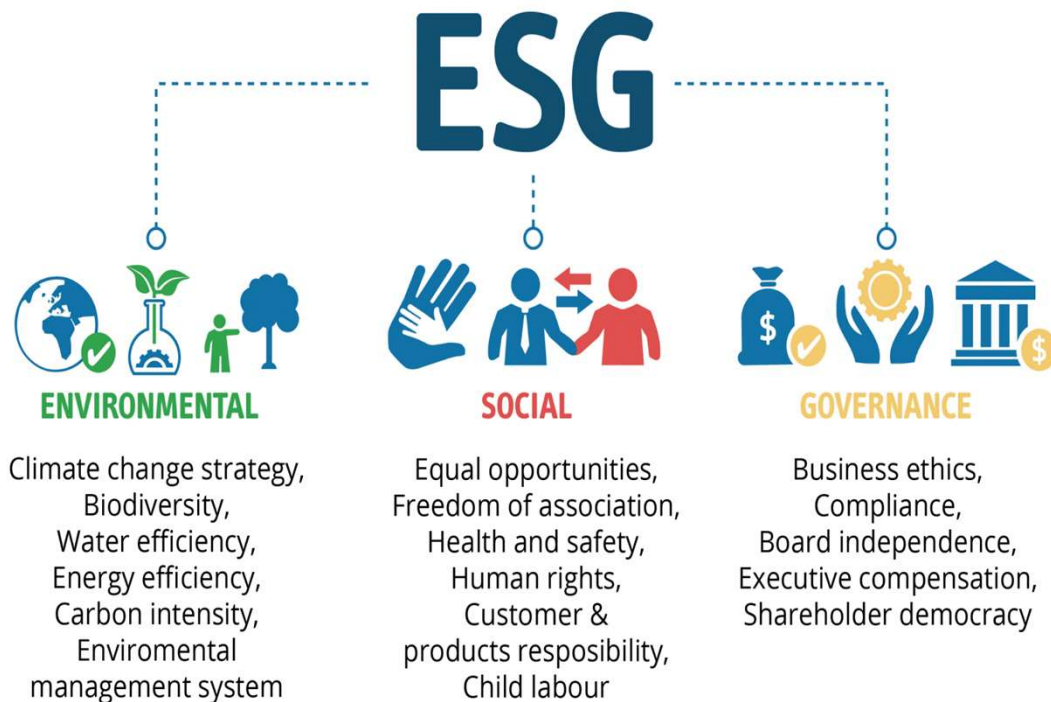 ESG
ENVIRONMENTAL
Climate change strategy,
Biodiversity,
Water efficiency,
Energy efficiency,
Carbon intensity,
Enviromental
management system
SOCIAL
Equal opportunities,
Freedom of association,
Health and safety,
Human rights,
Customer &
products resposibility,
Child labour
$
$
GOVERNANCE
Business ethics,
Compliance,
Board independence,
Executive compensation,
Shareholder democracy